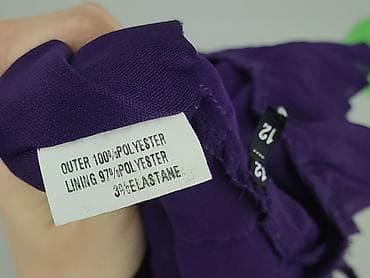 OUTER 100%POLYESTER
LINING 97%POLYESTER
3%ELASTANE
12
12